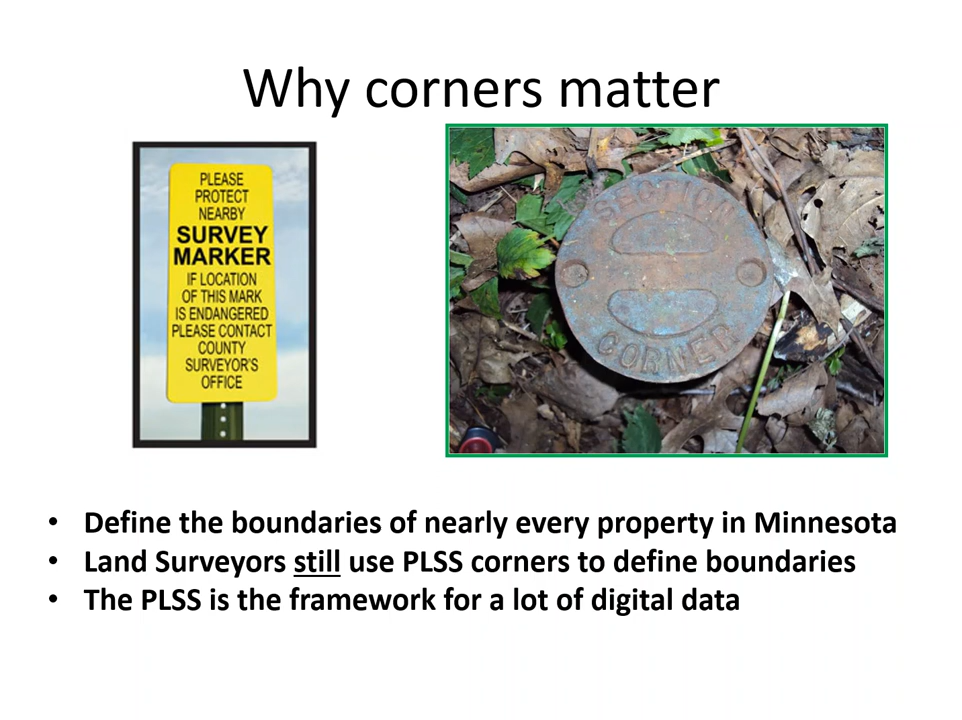 Why corners matter
PLEASE
PROTECT
NEARBY
SURVEY
MARKER
IF LOCATION
OF THIS MARK
IS ENDANGERED
PLEASE CONTACT
COUNTY
SURVEYOR'S
OFFICE
SECTION
CORNER
• Define the boundaries of nearly every property in Minnesota
• Land Surveyors still use PLSS corners to define boundaries
• The PLSS is the framework for a lot of digital data